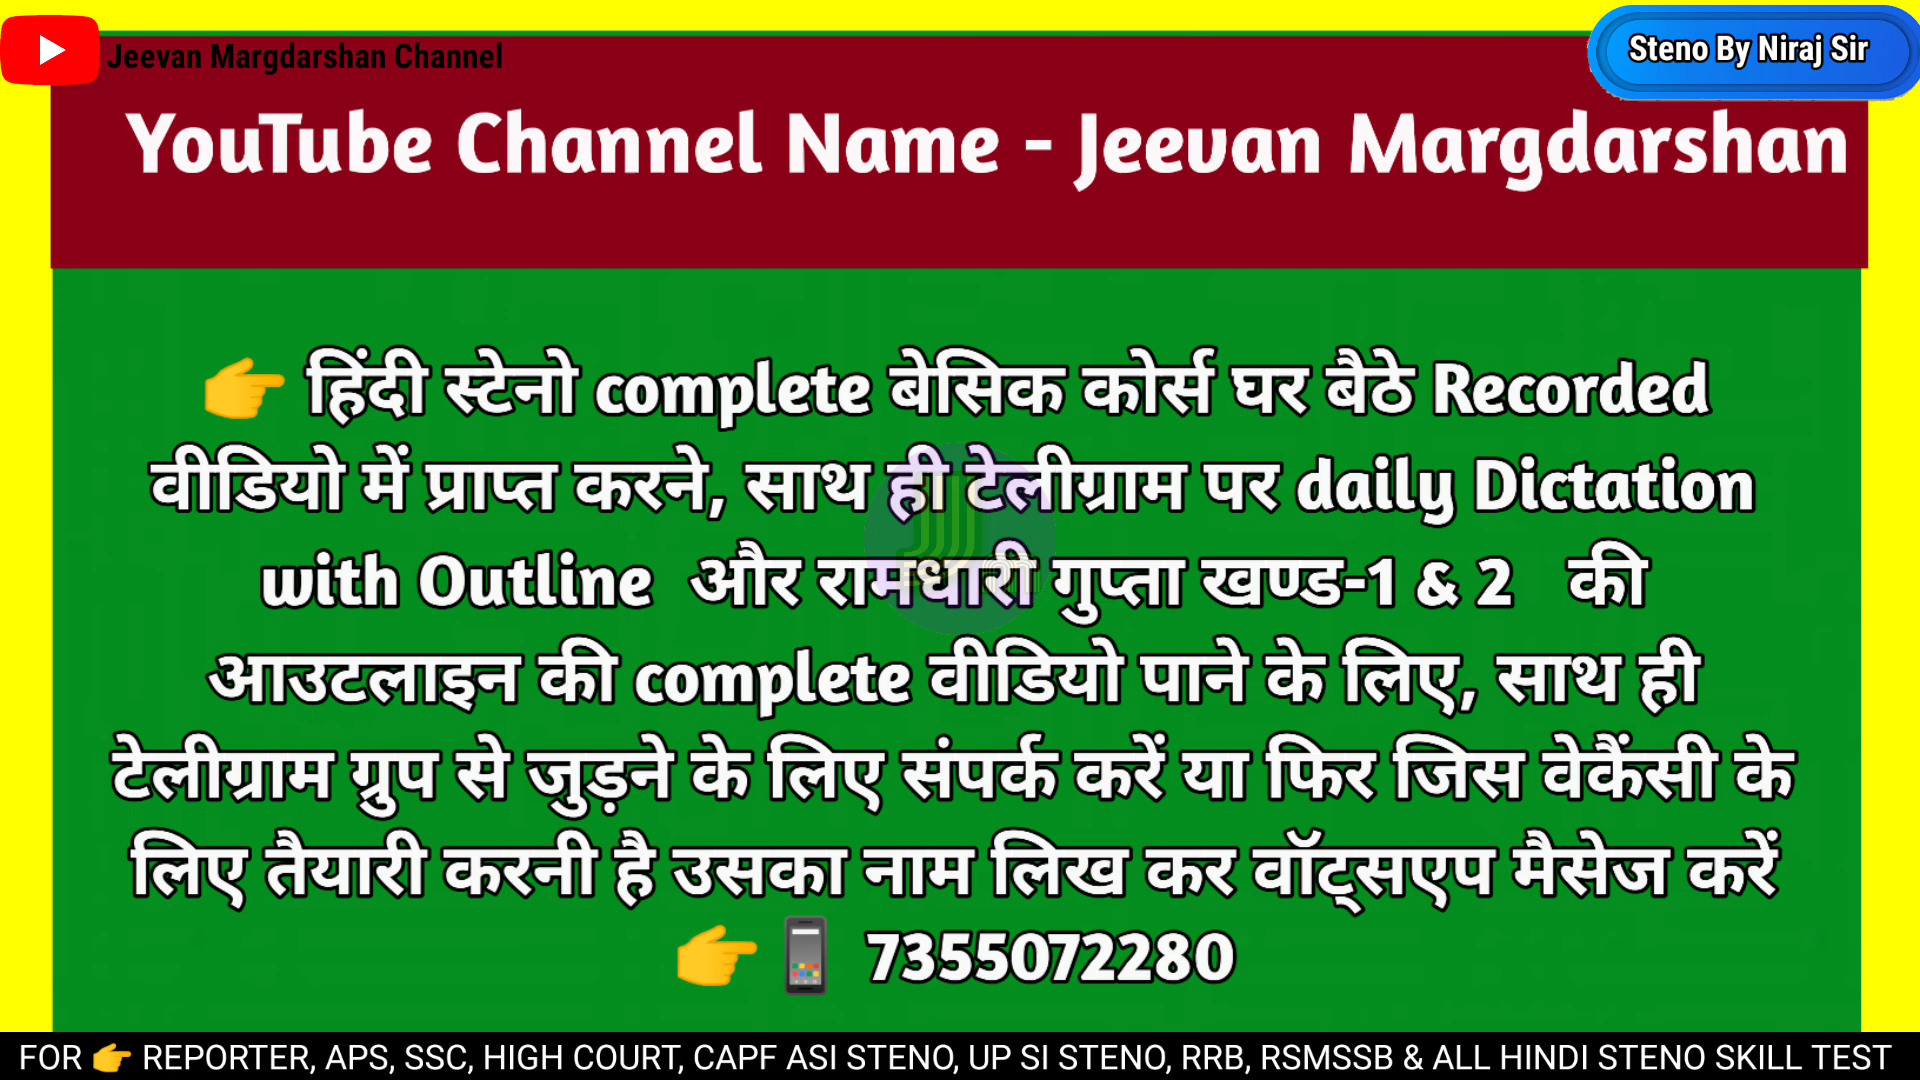 Jeevan Margdarshan Channel
Steno By Niraj Sir
YouTube Channel Name - Jeevan Margdarshan
👉 हिंदी स्टेनो complete बेसिक कोर्स घर बैठे Recorded
वीडियो में प्राप्त करने, साथ ही टेलीग्राम पर daily Dictation
with Outline और रामधारी गुप्ता खण्ड-1 & 2 की
आउटलाइन की complete वीडियो पाने के लिए, साथ ही
टेलीग्राम ग्रुप से जुड़ने के लिए संपर्क करें या फिर जिस वेकैंसी के
लिए तैयारी करनी है उसका नाम लिख कर वॉट्सएप मैसेज करें
👉📱 7355072280
FOR 👉 REPORTER, APS, SSC, HIGH COURT, CAPF ASI STENO, UP SI STENO, RRB, RSMSSB & ALL HINDI STENO SKILL TEST